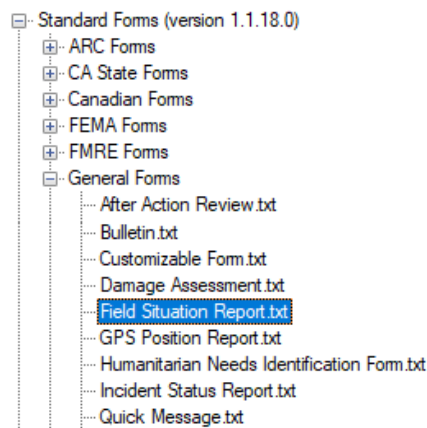 Standard Forms (version 1.1.18.0)
ARC Forms
CA State Forms
Canadian Forms
FEMA Forms
FMRE Forms
General Forms
After Action Review.txt
Bulletin.txt
Customizable Form.txt
Damage Assessment.txt
Field Situation Report.txt
GPS Position Report.txt
Humanitarian Needs Identification Form.txt
Incident Status Report.txt
Quick Message.txt